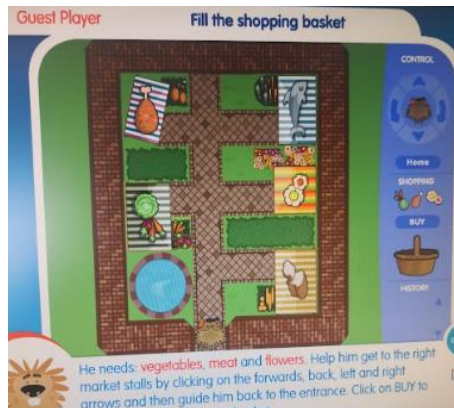 Guest Player
Fill the shopping basket
CONTROL
Home
SHOPPING
BUY
HISTORY
He needs: vegetables, meat and flowers. Help him get to the right
market stalls by clicking on the forwards, back, left and right
arrows and then guide him back to the entrance. Click on BUY to